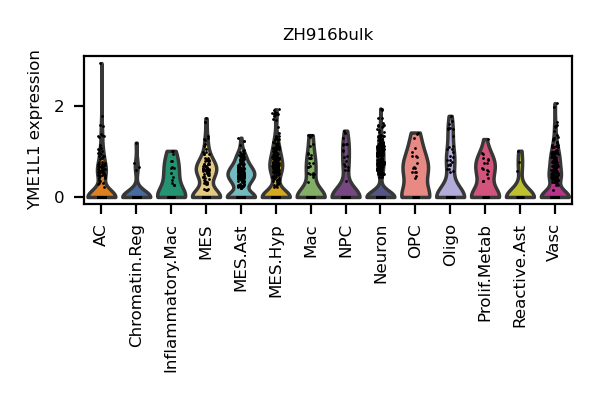 ZH916bulk
YME1L1 expression
2
0
AC
Chromatin.Reg
Inflammatory.Mac
MES
MES.Ast
MES.Hyp
Mac
NPC
Neuron
OPC
Oligo
Prolif.Metab
Reactive.Ast
Vasc